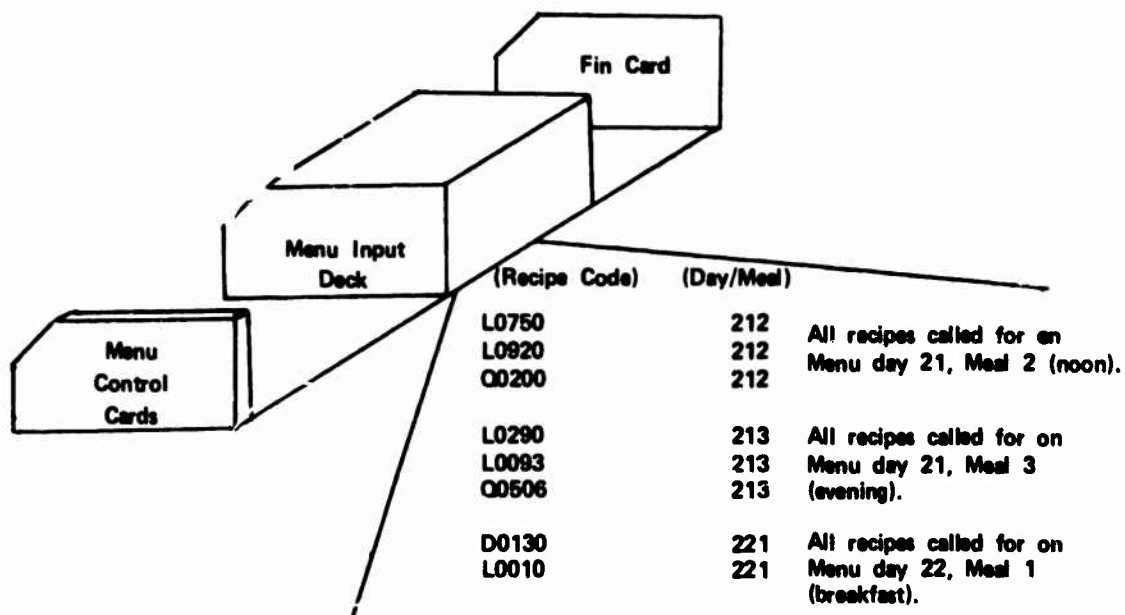 Fin Card
Menu Input
Deck
Menu
Control
Cards
(Recipe Code) (Day/Meal)
L0750 212
L0920 212
Q0200 212
All recipes called for on
Menu day 21, Meal 2 (noon).
L0290 213
L0093 213
Q0506 213
All recipes called for on
Menu day 21, Meal 3
(evening).
D0130 221
L0010 221
All recipes called for on
Menu day 22, Meal 1
(breakfast).